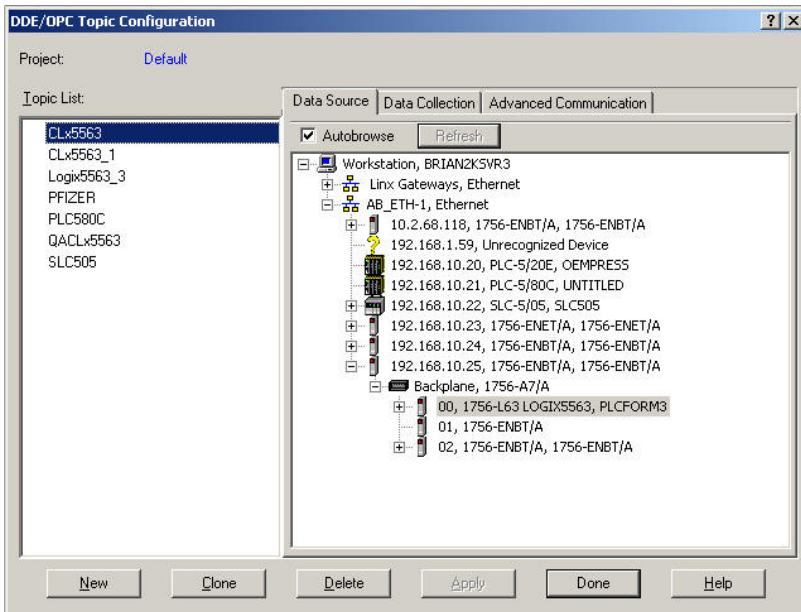 DDE/OPC Topic Configuration
Project: Default
Topic List:
CLx5563
CLx5563_1
Logix5563_3
PFIZER
PLC580C
QACLx5563
SLC505
Data Source Data Collection Advanced Communication
Autobrowse Refresh
Workstation, BRIAN2KSVR3
Linx Gateways, Ethernet
AB_ETH-1, Ethernet
10.2.68.118, 1756-ENBT/A, 1756-ENBT/A
192.168.1.59, Unrecognized Device
192.168.10.20, PLC-5/20E, OEMPRESS
192.168.10.21, PLC-5/80C, UNTITLED
192.168.10.22, SLC-5/05, SLC505
192.168.10.23, 1756-ENET/A, 1756-ENET/A
192.168.10.24, 1756-ENBT/A, 1756-ENBT/A
192.168.10.25, 1756-ENBT/A, 1756-ENBT/A
Backplane, 1756-A7/A
00, 1756-L63 LOGIX5563, PLCFORM3
01, 1756-ENBT/A
02, 1756-ENBT/A, 1756-ENBT/A
New Clone Delete Apply Done Help